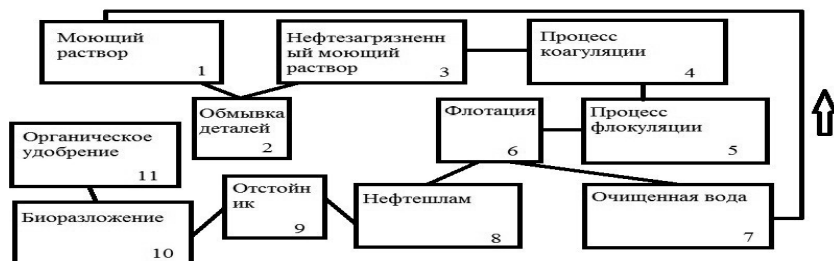 Моющий
раствор
1
Нефтезагрязненн
ый моющий
раствор
3
Процесс
коагуляции
4
Обмывка
деталей
2
Флотация
6
Процесс
флокуляции
5
Органическое
удобрение
11
Отстойн
ик
9
Нефтешлам
8
Очищенная вода
7
Биоразложение
10